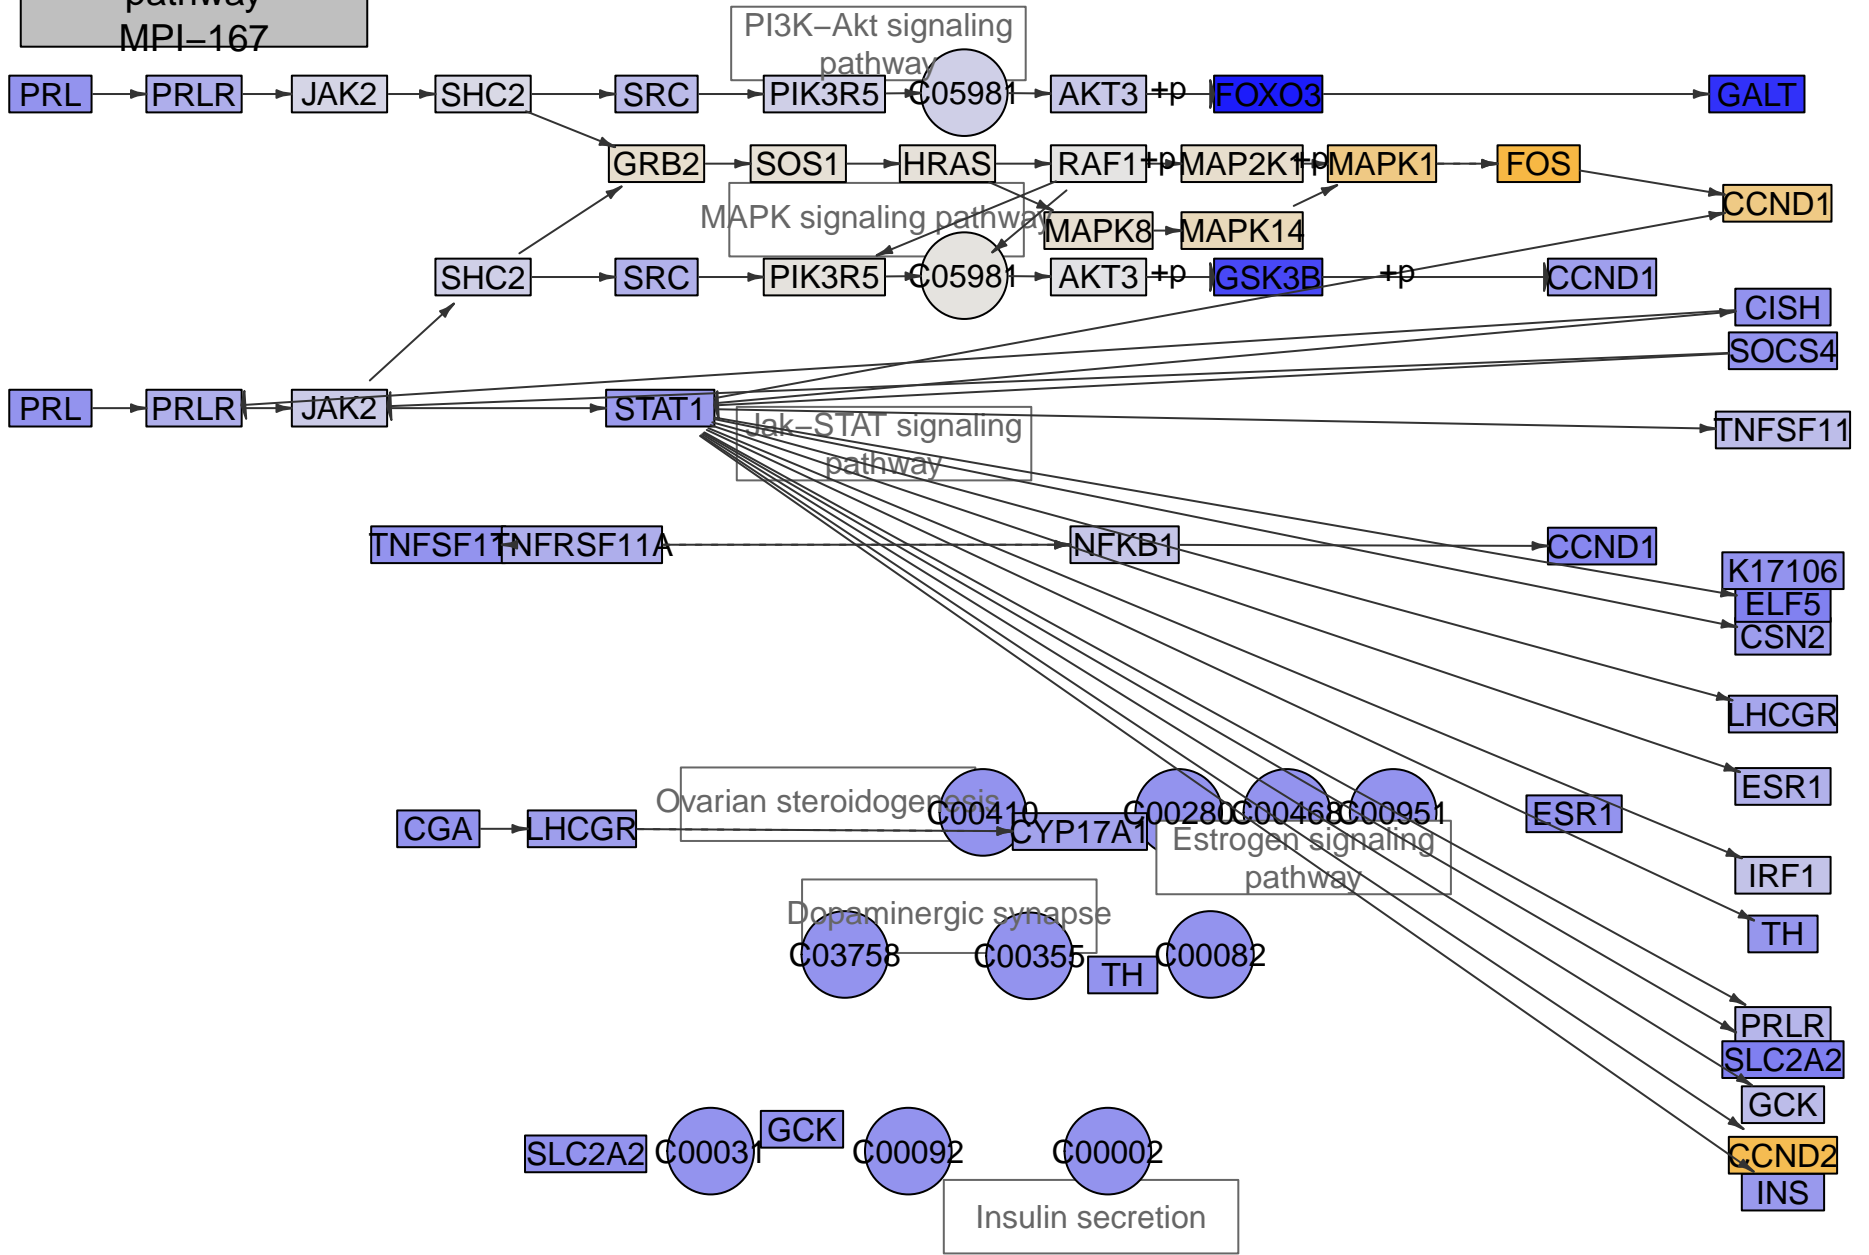 pathway
MPI–167
PI3K–Akt signaling
pathway
PRL
PRLR
JAK2
SHC2
SRC
PIK3R5
C05981
AKT3
+p
FOXO3
GALT
GRB2
SOS1
HRAS
RAF1
+p
MAP2K1
+p
MAPK1
FOS
CCND1
MAPK signaling pathway
MAPK8
MAPK14
SHC2
SRC
PIK3R5
C05981
AKT3
+p
GSK3B
+p
CCND1
CISH
SOCS4
PRL
PRLR
JAK2
STAT1
Jak–STAT signaling
pathway
TNFSF11
TNFSF11
TNFRSF11A
NFKB1
CCND1
K17106
ELF5
CSN2
LHCGR
ESR1
Ovarian steroidogenesis
C00410
C00280
C00468
C00951
ESR1
CGA
LHCGR
CYP17A1
Estrogen signaling
pathway
IRF1
Dopaminergic synapse
TH
C03758
C00355
TH
C00082
PRLR
SLC2A2
GCK
GCK
SLC2A2
C00031
C00092
C00002
CCND2
INS
Insulin secretion